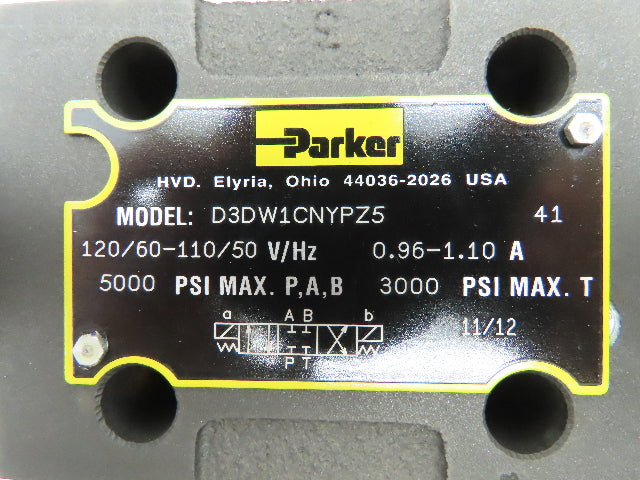 Parker
HVD. Elyria, Ohio 44036-2026 USA
MODEL: D3DW1CNYPZ5 41
120/60-110/50 V/Hz 0.96-1.10 A
5000 PSI MAX. P,A,B 3000 PSI MAX. T
a A B b
P T
11/12